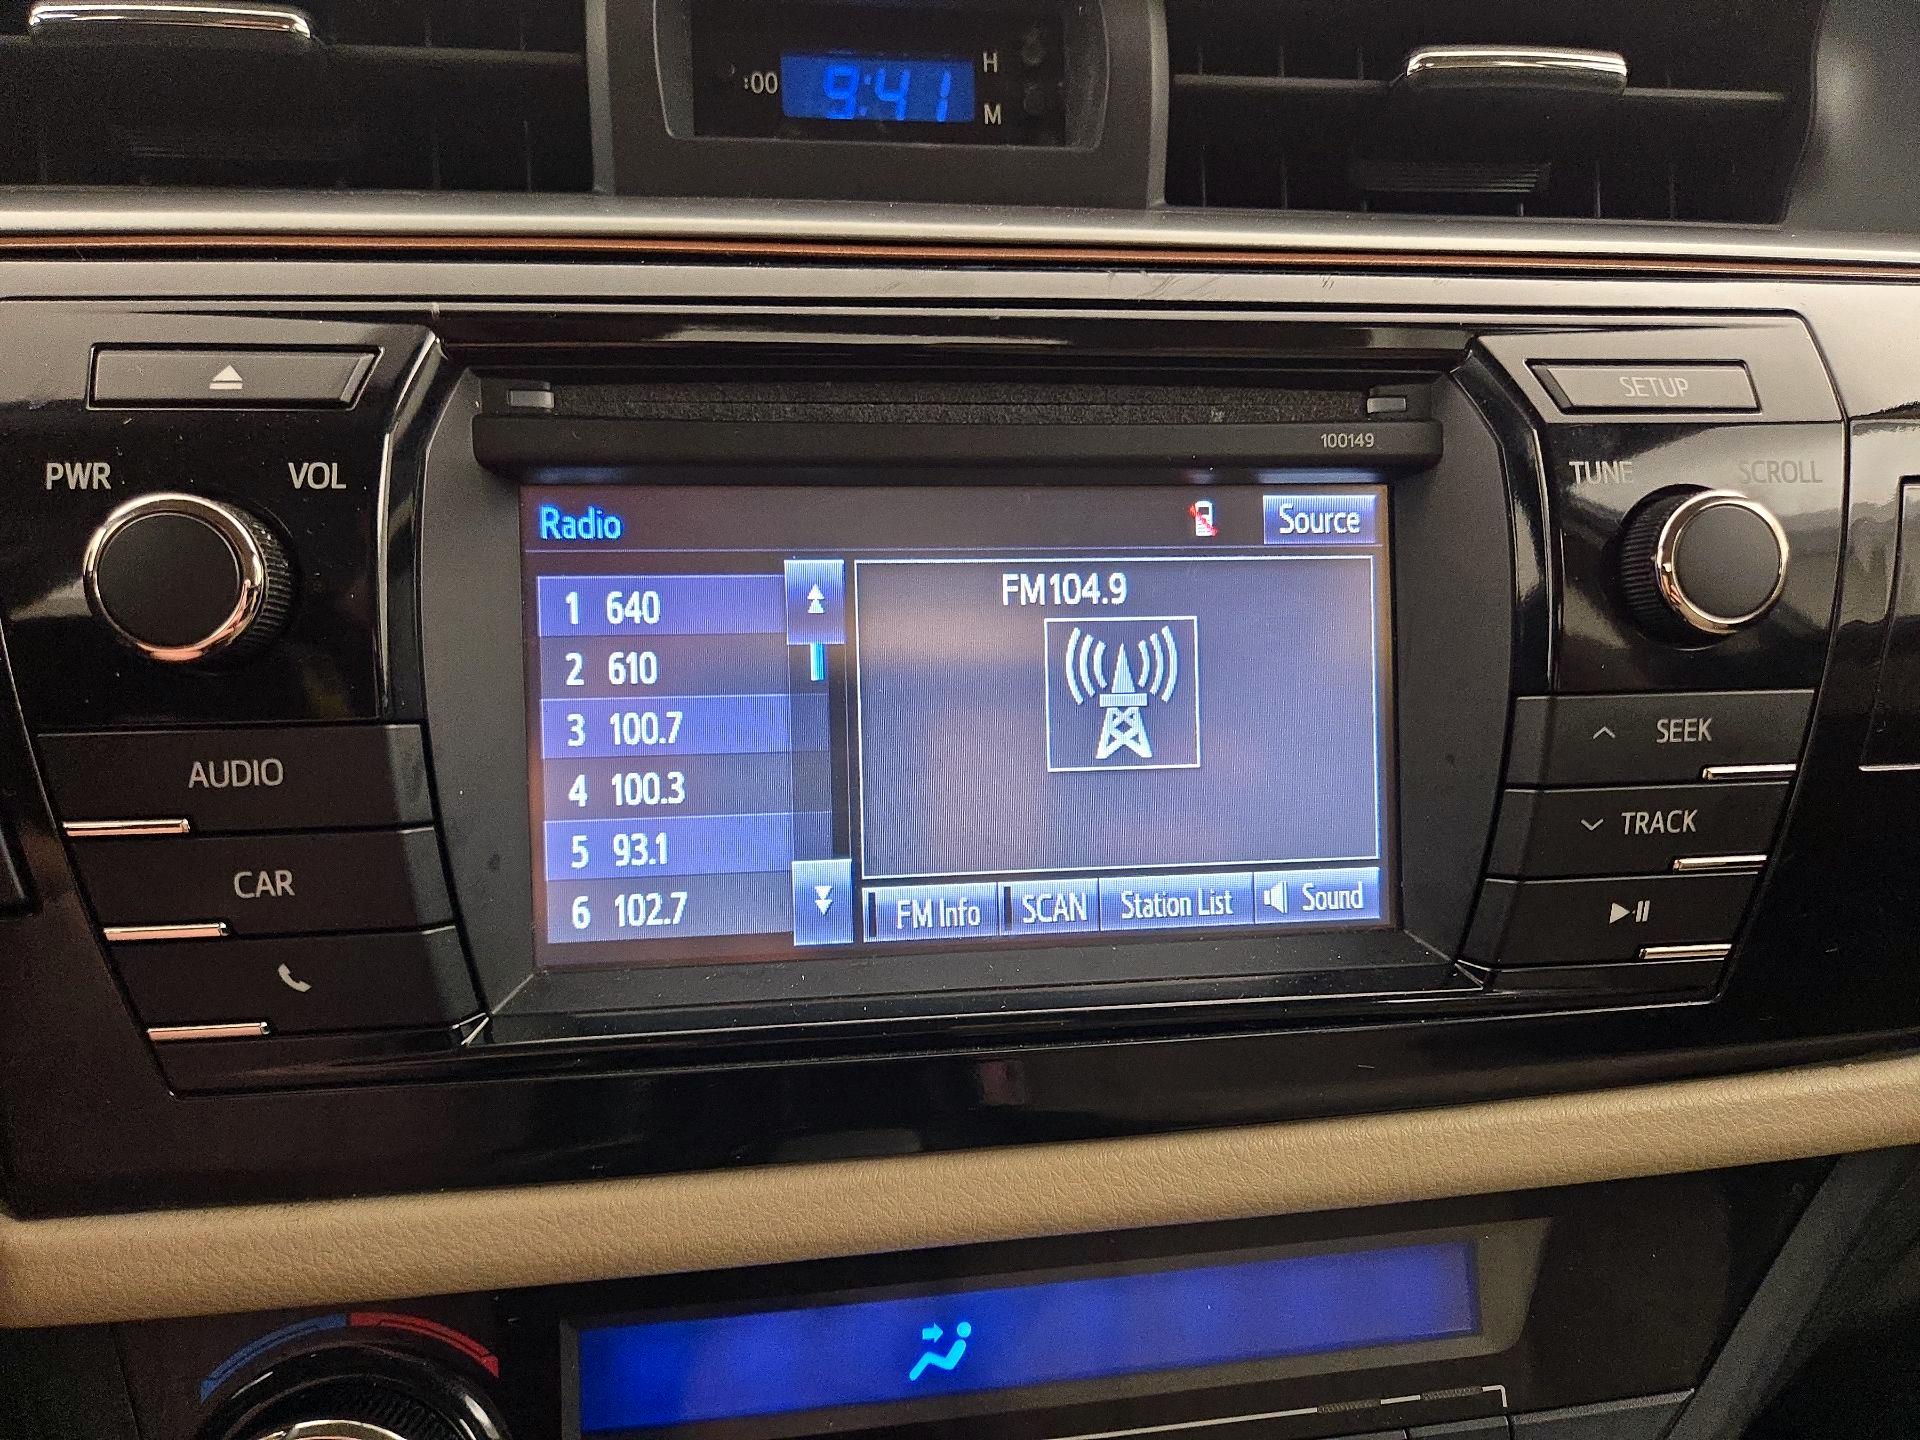 :00 9:41 H
M
SETUP
100149
PWR VOL
TUNE SCROLL
Radio Source
1 640
2 610
3 100.7
4 100.3
5 93.1
6 102.7
FM104.9
FM Info SCAN Station List Sound
AUDIO
CAR
SEEK
TRACK